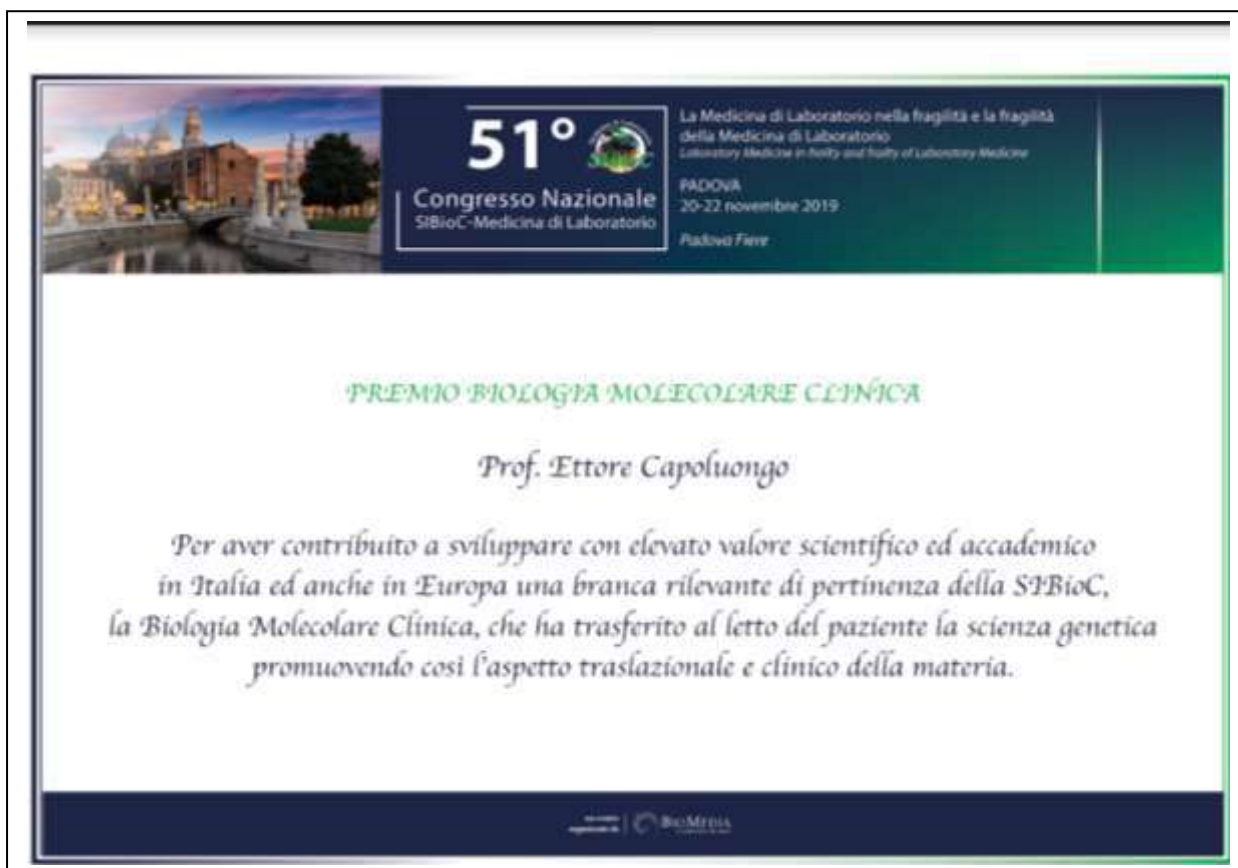 51°
SIBioC
Congresso Nazionale
SIBioC-Medicina di Laboratorio
La Medicina di Laboratorio nella fragilità e la fragilità
della Medicina di Laboratorio
Laboratory Medicine in frailty and frailty of Laboratory Medicine
PADOVA
20-22 novembre 2019
Padova Fiere
PREMIO BIOLOGIA MOLECOLARE CLINICA
Prof. Ettore Capoluongo
Per aver contribuito a sviluppare con elevato valore scientifico ed accademico
in Italia ed anche in Europa una branca rilevante di pertinenza della SIBioC,
la Biologia Molecolare Clinica, che ha trasferito al letto del paziente la scienza genetica
promuovendo così l'aspetto traslazionale e clinico della materia.
BIOMEDIA